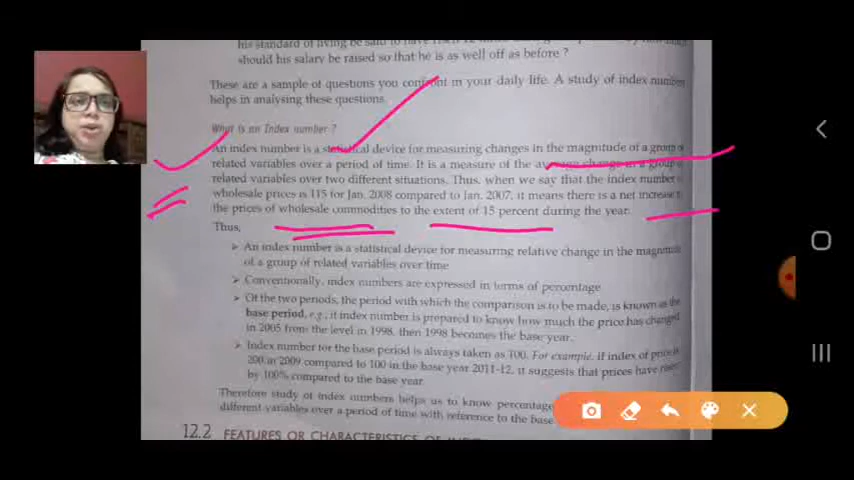 his standard of living be said to have
should his salary be raised so that he is as well off as before ?
These are a sample of questions you confront in your daily life. A study of index number
helps in analysing these questions.
What is an Index number ?
An index number is a statistical device for measuring changes in the magnitude of a group
related variables over a period of time. It is a measure of the average change in a group
related variables over two different situations. Thus, when we say that the index number
wholesale prices is 115 for Jan. 2008 compared to Jan. 2007, it means there is a net increase
the prices of wholesale commodities to the extent of 15 percent during the year.
Thus,
➢ An index number is a statistical device for measuring relative change in the magnitude
of a group of related variables over time
➢ Conventionally, index numbers are expressed in terms of percentage
➢ Of the two periods, the period with which the comparison is to be made, is known as the
base period, e.g., if index number is prepared to know how much the price has changed
in 2005 from the level in 1998, then 1998 becomes the base year.
➢ Index number for the base period is always taken as 100. For example, if index of price is
200 in 2009 compared to 100 in the base year 2011-12, it suggests that prices have risen
by 100% compared to the base year
Therefore study of index numbers helps us to know percentage
different variables over a period of time with reference to the base
12.2 FEATURES OR CHARACTERISTICS OF